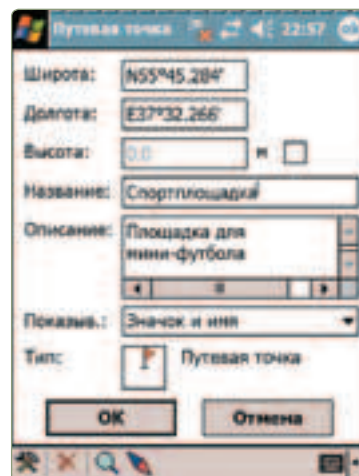 Путевая точка 22:57 ok
Широта: N55°45.284'
Долгота: E37°32.266'
Высота: 0.0 м
Название: Спортплощадка
Описание: Площадка для
мини-футбола
Показыв.: Значок и имя
Тип: Путевая точка
ОК Отмена